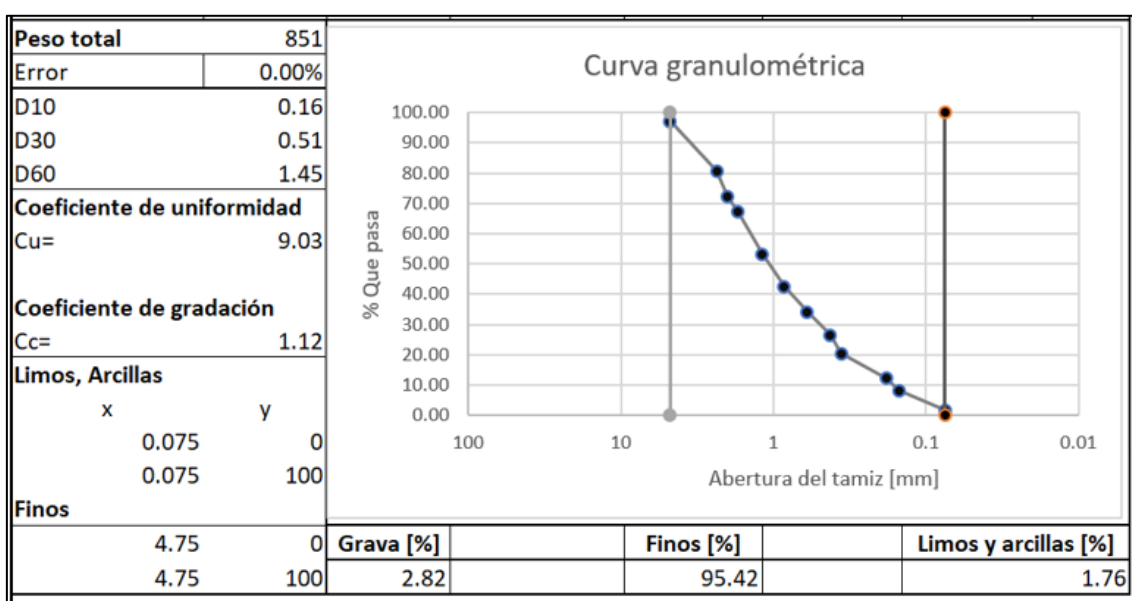 Peso total 851
Error 0.00%
D10 0.16
D30 0.51
D60 1.45
Coeficiente de uniformidad
Cu= 9.03
Coeficiente de gradación
Cc= 1.12
Limos, Arcillas
x y
0.075 0
0.075 100
Finos
4.75 0
4.75 100
Curva granulométrica
% Que pasa
100.00
90.00
80.00
70.00
60.00
50.00
40.00
30.00
20.00
10.00
0.00
100 10 1 0.1 0.01
Abertura del tamiz [mm]
Grava [%] Finos [%] Limos y arcillas [%]
2.82 95.42 1.76